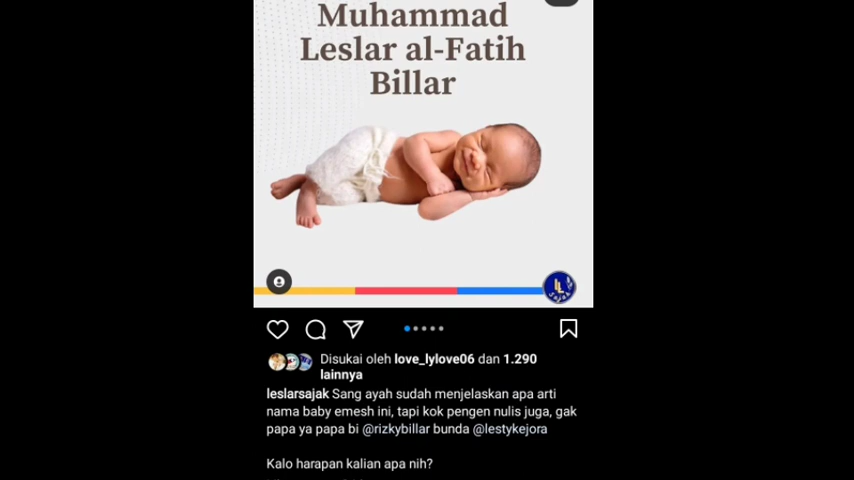 Muhammad
Leslar al-Fatih
Billar
Sajak
Disukai oleh love_lylove06 dan 1.290
lainnya
leslarsajak Sang ayah sudah menjelaskan apa arti
nama baby emesh ini, tapi kok pengen nulis juga, gak
papa ya papa bi @rizkybillar bunda @lestykejora
Kalo harapan kalian apa nih?